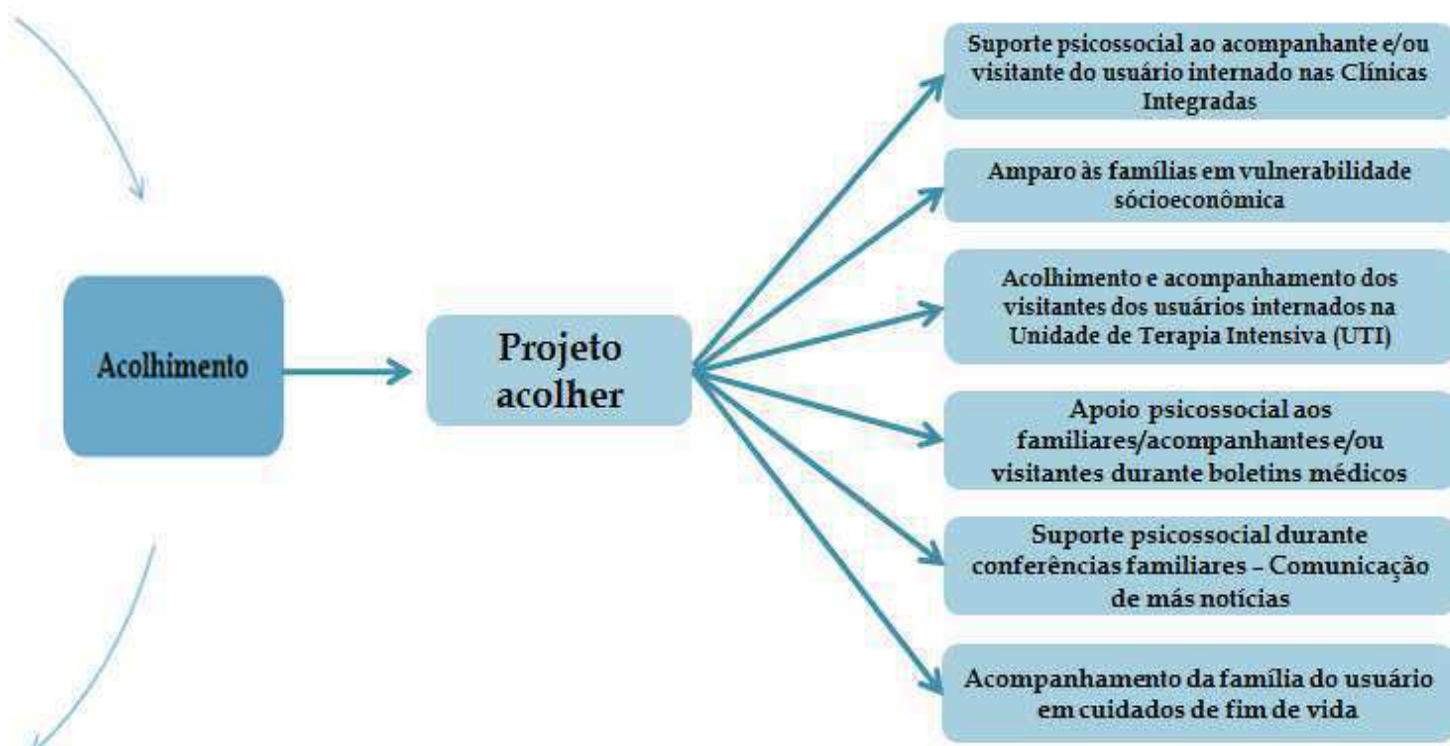 Acolhimento
Projeto
acolher
Suporte psicossocial ao acompanhante e/ou
visitante do usuário internado nas Clínicas
Integradas
Amparo às famílias em vulnerabilidade
sócioeconômica
Acolhimento e acompanhamento dos
visitantes dos usuários internados na
Unidade de Terapia Intensiva (UTI)
Apoio psicossocial aos
familiares/acompanhantes e/ou
visitantes durante boletins médicos
Suporte psicossocial durante
conferências familiares – Comunicação
de más notícias
Acompanhamento da família do usuário
em cuidados de fim de vida